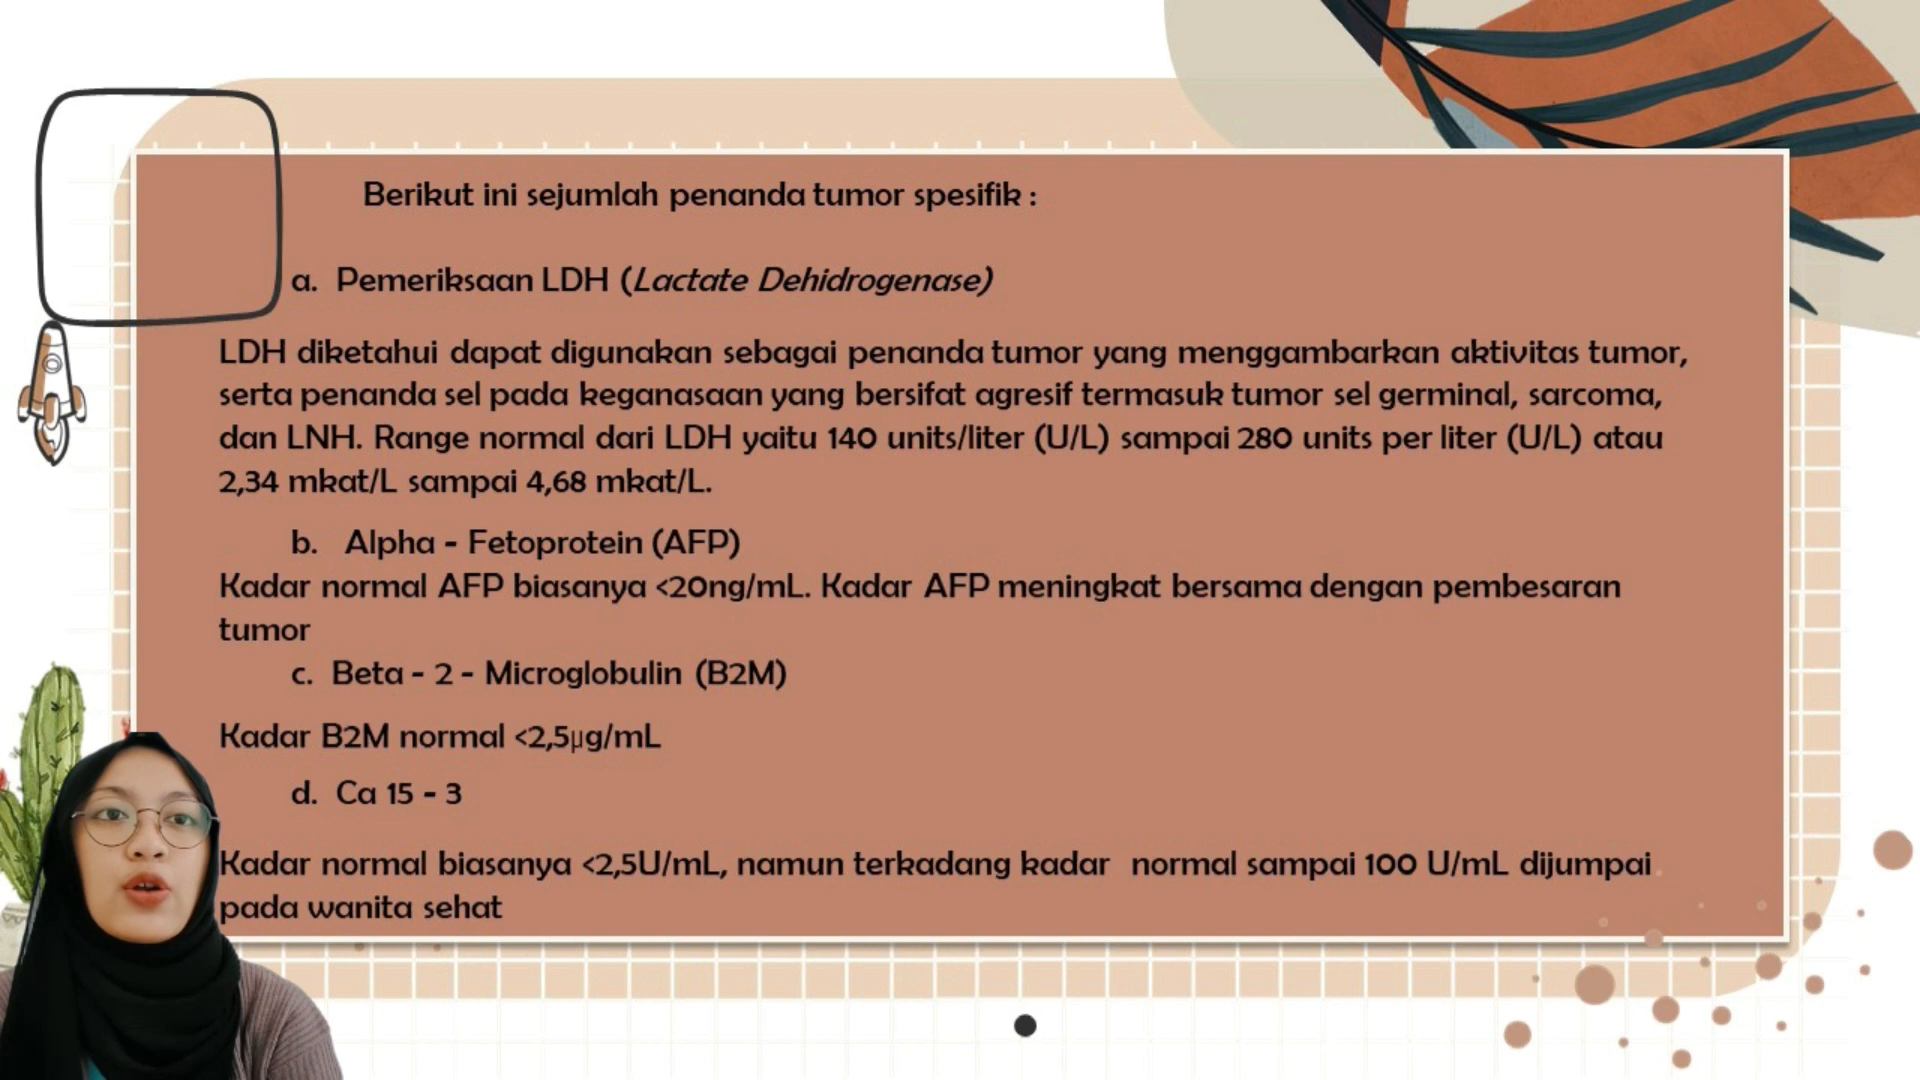 Berikut ini sejumlah penanda tumor spesifik :
a. Pemeriksaan LDH (Lactate Dehidrogenase)
LDH diketahui dapat digunakan sebagai penanda tumor yang menggambarkan aktivitas tumor,
serta penanda sel pada keganasaan yang bersifat agresif termasuk tumor sel germinal, sarcoma,
dan LNH. Range normal dari LDH yaitu 140 units/liter (U/L) sampai 280 units per liter (U/L) atau
2,34 mkat/L sampai 4,68 mkat/L.
b. Alpha - Fetoprotein (AFP)
Kadar normal AFP biasanya <20ng/mL. Kadar AFP meningkat bersama dengan pembesaran
tumor
c. Beta - 2 - Microglobulin (B2M)
Kadar B2M normal <2,5µg/mL
d. Ca 15 - 3
Kadar normal biasanya <2,5U/mL, namun terkadang kadar normal sampai 100 U/mL dijumpai
pada wanita sehat